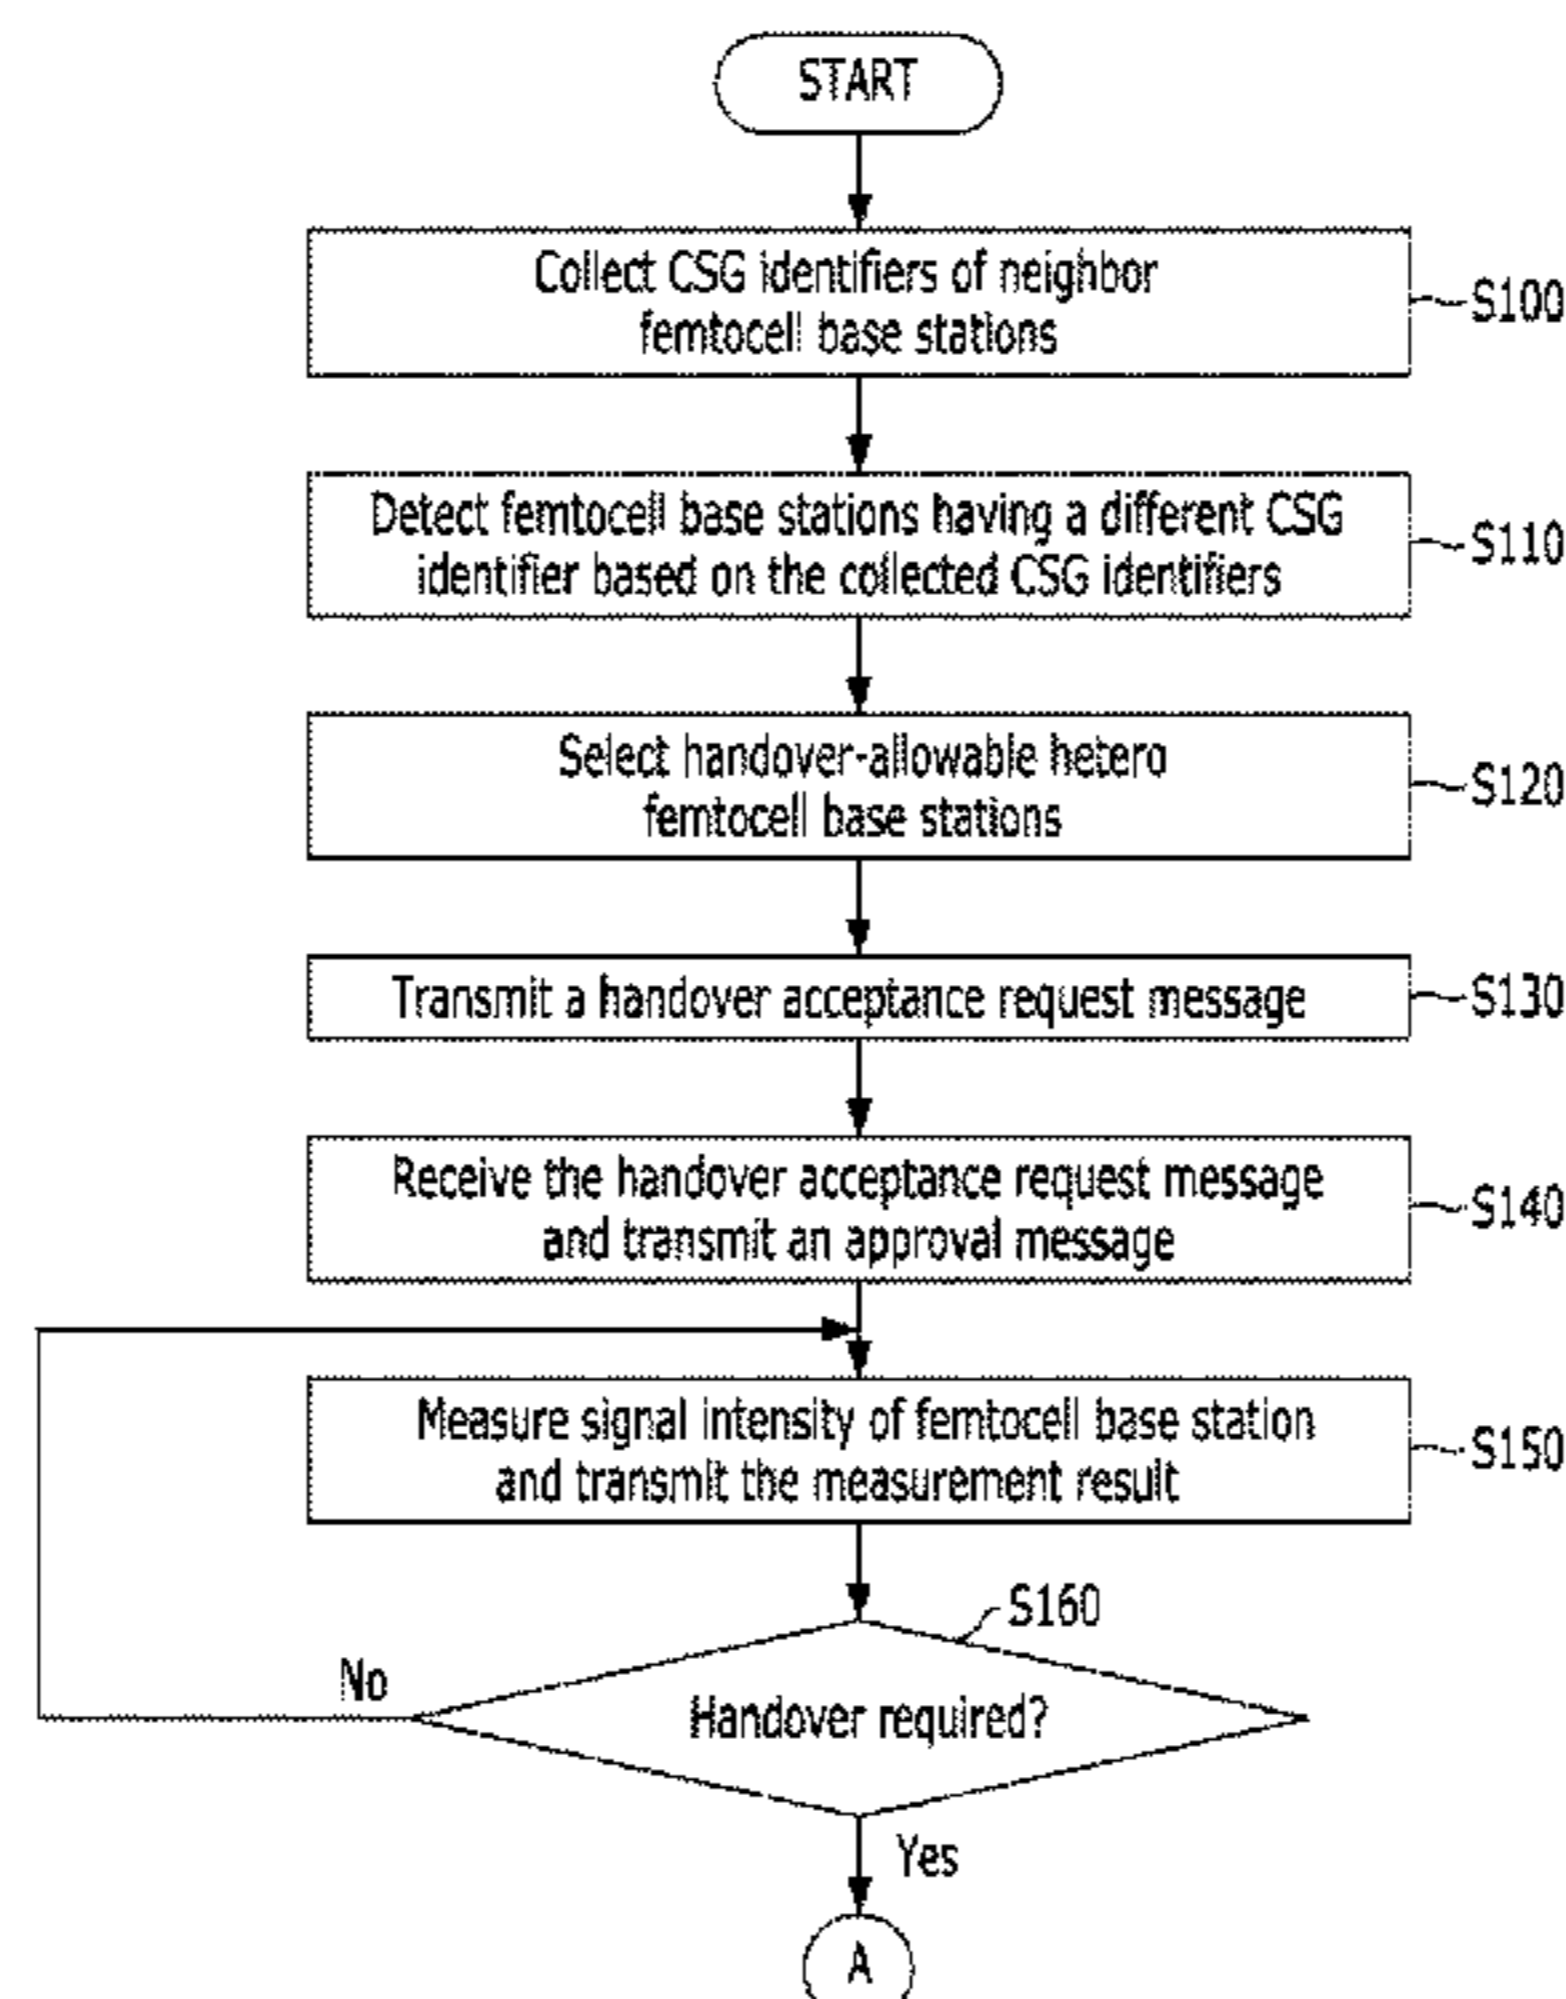 START
Collect CSG identifiers of neighbor
femtocell base stations
S100
Detect femtocell base stations having a different CSG
identifier based on the collected CSG identifiers
S110
Select handover-allowable hetero
femtocell base stations
S120
Transmit a handover acceptance request message
S130
Receive the handover acceptance request message
and transmit an approval message
S140
Measure signal intensity of femtocell base station
and transmit the measurement result
S150
S160
No
Handover required?
Yes
A